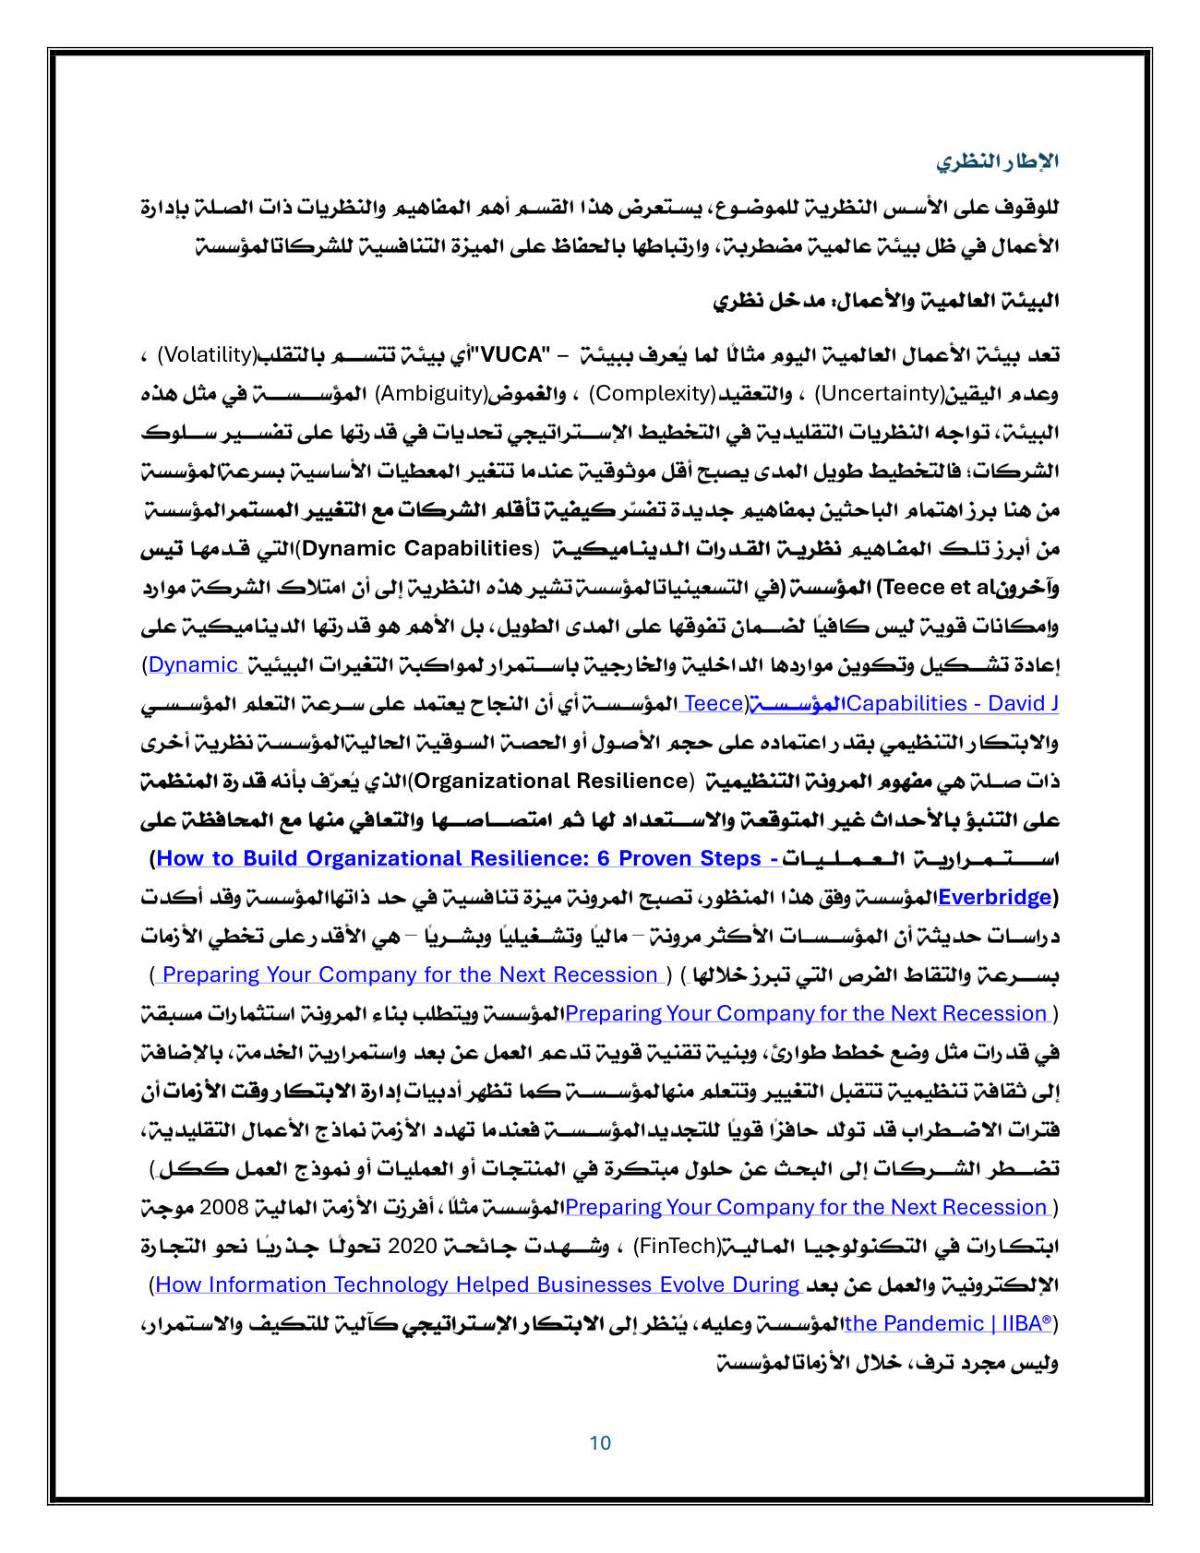 الإطار النظري
للوقوف على الأسس النظرية للموضوع، يستعرض هذا القسم أهم المفاهيم والنظريات ذات الصلة بإدارة
الأعمال في ظل بيئة عالمية مضطربة، وارتباطها بالحفاظ على الميزة التنافسية للشركاتالمؤسسة
البيئة العالمية والأعمال: مدخل نظري
تعد بيئة الأعمال العالمية اليوم مثالًا لما يُعرف ببيئة – "VUCA"أي بيئة تتسم بالتقلب(Volatility) ،
وعدم اليقين(Uncertainty) ، والتعقيد(Complexity) ، والغموض(Ambiguity) المؤسسة في مثل هذه
البيئة، تواجه النظريات التقليدية في التخطيط الإستراتيجي تحديات في قدرتها على تفسير سلوك
الشركات؛ فالتخطيط طويل المدى يصبح أقل موثوقية عندما تتغير المعطيات الأساسية بسرعةالمؤسسة
من هنا برز اهتمام الباحثين بمفاهيم جديدة تفسّر كيفية تأقلم الشركات مع التغيير المستمرالمؤسسة
من أبرز تلك المفاهيم نظرية القدرات الديناميكية (Dynamic Capabilities)التي قدمها تيس
وآخرونTeece et al) المؤسسة (في التسعينياتالمؤسسة تشير هذه النظرية إلى أن امتلاك الشركة موارد
وإمكانات قوية ليس كافيًا لضمان تفوقها على المدى الطويل، بل الأهم هو قدرتها الديناميكية على
إعادة تشكيل وتكوين مواردها الداخلية والخارجية باستمرار لمواكبة التغيرات البيئية Dynamic)
Capabilities - David Jالمؤسسة(Teece المؤسسة أي أن النجاح يعتمد على سرعة التعلم المؤسسي
والابتكار التنظيمي بقدر اعتماده على حجم الأصول أو الحصة السوقية الحاليةالمؤسسة نظرية أخرى
ذات صلة هي مفهوم المرونة التنظيمية (Organizational Resilience)الذي يُعرّف بأنه قدرة المنظمة
على التنبؤ بالأحداث غير المتوقعة والاستعداد لها ثم امتصاصها والتعافي منها مع المحافظة على
استمرارية العمليات- How to Build Organizational Resilience: 6 Proven Steps)
(Everbridgeالمؤسسة وفق هذا المنظور، تصبح المرونة ميزة تنافسية في حد ذاتهاالمؤسسة وقد أكدت
دراسات حديثة أن المؤسسات الأكثر مرونة – ماليًا وتشغيليًا وبشريًا – هي الأقدر على تخطي الأزمات
بسرعة والتقاط الفرص التي تبرز خلالها ) ( Preparing Your Company for the Next Recession )
( Preparing Your Company for the Next Recessionالمؤسسة ويتطلب بناء المرونة استثمارات مسبقة
في قدرات مثل وضع خطط طوارئ، وبنية تقنية قوية تدعم العمل عن بعد واستمرارية الخدمة، بالإضافة
إلى ثقافة تنظيمية تتقبل التغيير وتتعلم منهالمؤسسة كما تظهر أدبيات إدارة الابتكار وقت الأزمات أن
فترات الاضطراب قد تولد حافزًا قويًا للتجديدالمؤسسة فعندما تهدد الأزمة نماذج الأعمال التقليدية،
تضطر الشركات إلى البحث عن حلول مبتكرة في المنتجات أو العمليات أو نموذج العمل ككل )
( Preparing Your Company for the Next Recessionالمؤسسة مثلًا، أفرزت الأزمة المالية 2008 موجة
ابتكارات في التكنولوجيا المالية(FinTech) ، وشهدت جائحة 2020 تحولًا جذريًا نحو التجارة
الإلكترونية والعمل عن بعد How Information Technology Helped Businesses Evolve During)
(the Pandemic | IIBA®المؤسسة وعليه، يُنظر إلى الابتكار الإستراتيجي كآلية للتكيف والاستمرار،
وليس مجرد ترف، خلال الأزماتالمؤسسة
10